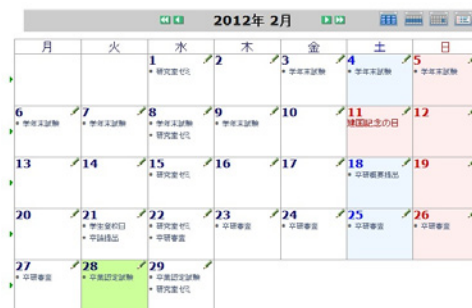 2012年 2月
月 火 水 木 金 土 日
1 2 3 4 5
研究室ゼミ 学年末試験 学年末試験 学年末試験
6 7 8 9 10 11 12
学年末試験 学年末試験 学年末試験 学年末試験 建国記念の日
研究室ゼミ
13 14 15 16 17 18 19
研究室ゼミ 卒研概要提出
20 21 22 23 24 25 26
学生登校日 研究室ゼミ 卒研審査 卒研審査 卒研審査 卒研審査
卒論提出 卒研審査
27 28 29
卒研審査 卒業認定試験 卒業認定試験
研究室ゼミ